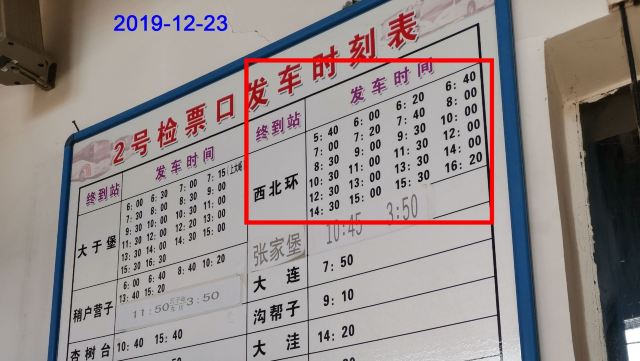 2019-12-23
2号检票口发车时刻表
终到站 发车时间
大于堡
6:00 6:30 7:00 7:15
7:30 8:00 8:30 9:00
9:30 10:00 10:30 11:00
11:30 12:00 12:20 13:00
13:30 14:00 14:30 15:00
15:30 16:30
稍户营子
6:00 6:40 8:40 10:20
13:40 15:20
11:50 3:50
杏树台 10:40 15:40
终到站 发车时间
西北环
5:40 6:00 6:20 6:40
7:00 7:20 7:40 8:00
8:30 9:00 9:30 10:00
10:30 11:00 11:30 12:00
12:30 13:00 13:30 14:00
14:30 15:00 15:30 16:20
张家堡 10:45 3:50
大连 7:50
沟帮子 9:10
大洼 14:20